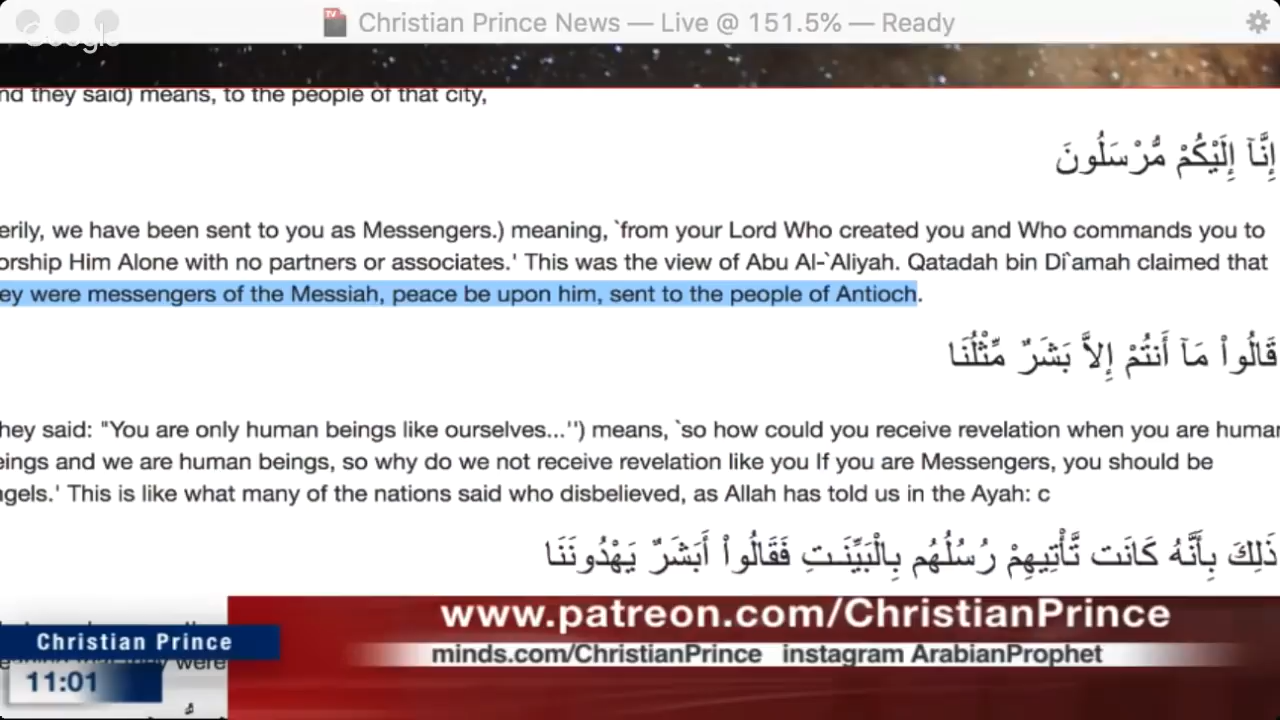 Christian Prince News — Live @ 151.5% — Ready
Google
nd they said) means, to the people of that city,
إِنَّآ إِلَيْكُمْ مُّرْسَلُونَ
erily, we have been sent to you as Messengers.) meaning, `from your Lord Who created you and Who commands you to
orship Him Alone with no partners or associates.' This was the view of Abu Al-`Aliyah. Qatadah bin Di`amah claimed that
ey were messengers of the Messiah, peace be upon him, sent to the people of Antioch.
قَالُواْ مَآ أَنتُمْ إِلاَّ بَشَرٌ مِّثْلُنَا
hey said: "You are only human beings like ourselves...'') means, `so how could you receive revelation when you are human
eings and we are human beings, so why do we not receive revelation like you If you are Messengers, you should be
ngels.' This is like what many of the nations said who disbelieved, as Allah has told us in the Ayah: c
ذَلِكَ بِأَنَّهُ كَانَت تَّأْتِيهِمْ رُسُلُهُم بِالْبَيِّنَـتِ فَقَالُواْ أَبَشَرٌ يَهْدُونَنَا
www.patreon.com/ChristianPrince
Christian Prince
minds.com/ChristianPrince instagram ArabianProphet
were
11:01